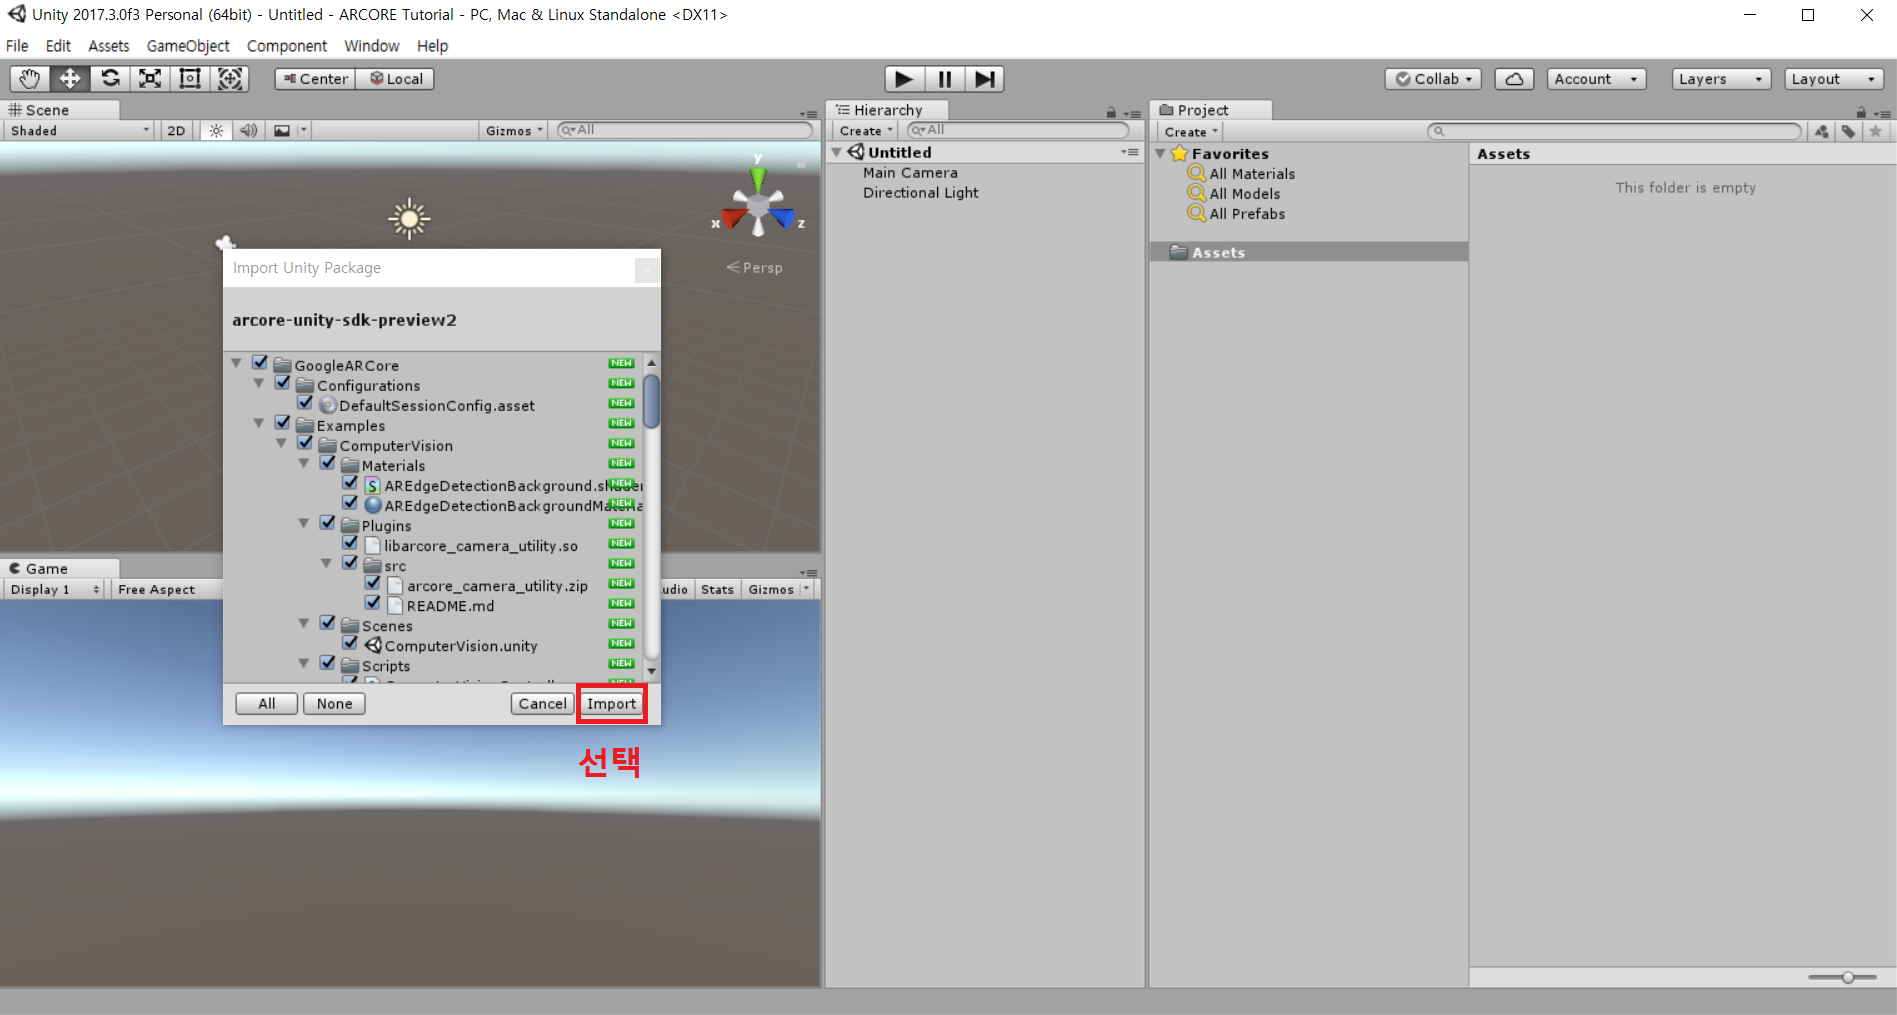 Unity 2017.3.0f3 Personal (64bit) - Untitled - ARCORE Tutorial - PC, Mac & Linux Standalone <DX11>
File Edit Assets GameObject Component Window Help
Center Local Collab Account Layers Layout
Scene
Shaded 2D Gizmos All
y
x z
Persp
Hierarchy
Create All
Untitled
Main Camera
Directional Light
Project
Create
Favorites
All Materials
All Models
All Prefabs
Assets
Assets
This folder is empty
Import Unity Package
arcore-unity-sdk-preview2
GoogleARCore NEW
Configurations NEW
DefaultSessionConfig.asset NEW
Examples NEW
ComputerVision NEW
Materials NEW
AREdgeDetectionBackground.shader NEW
AREdgeDetectionBackgroundMateria NEW
Plugins NEW
libarcore_camera_utility.so NEW
src NEW
arcore_camera_utility.zip NEW
README.md NEW
Scenes NEW
ComputerVision.unity NEW
Scripts NEW
All None Cancel Import
선택
Game
Display 1 Free Aspect udio Stats Gizmos